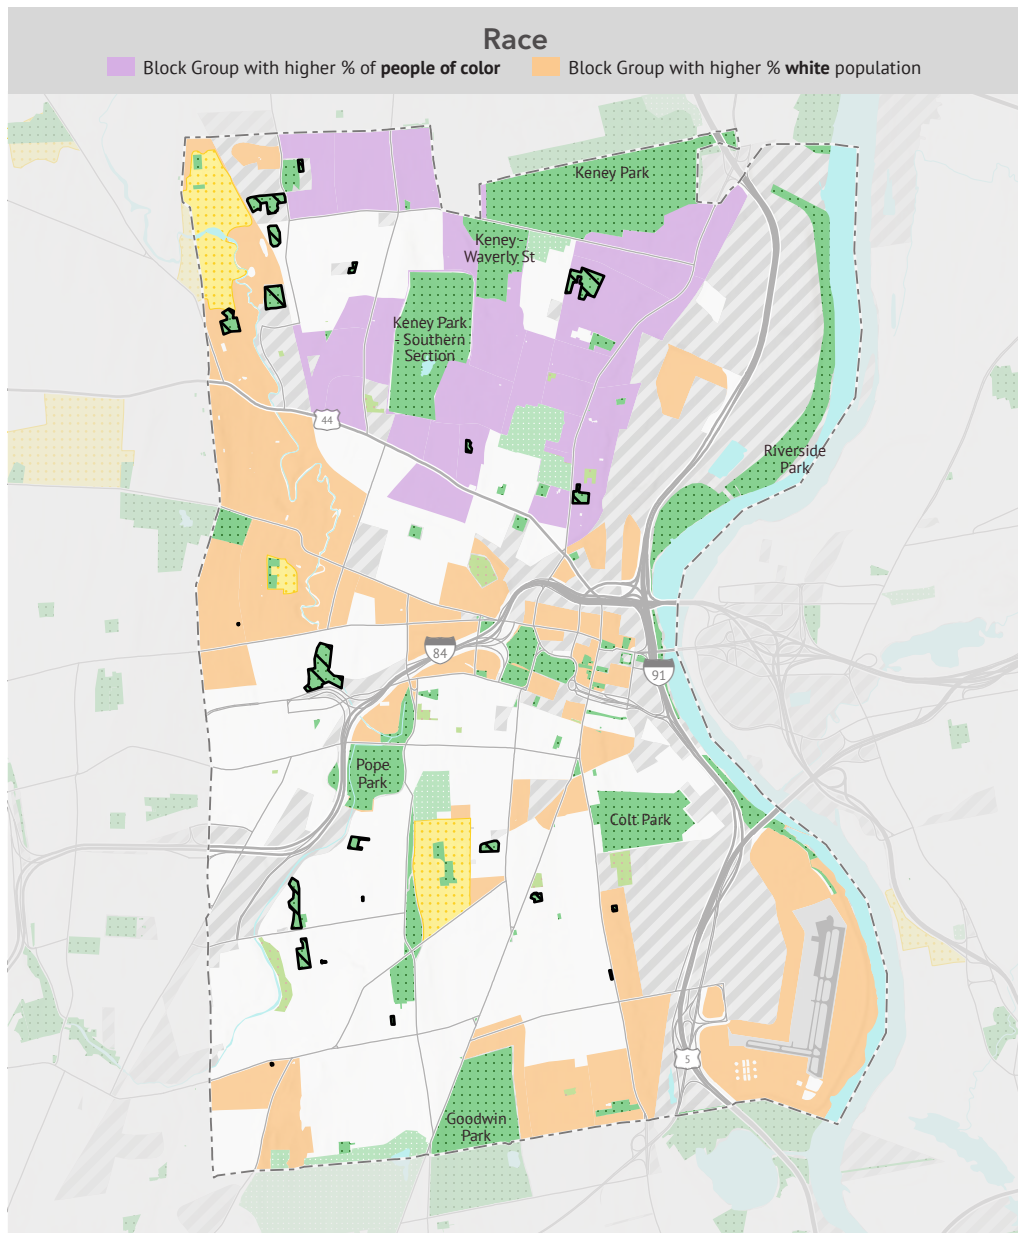 Race
Block Group with higher % of people of color
Block Group with higher % white population
Keney Park
Keney-
Waverly St
Keney Park
- Southern
Section
44
Riverside
Park
84
91
Pope
Park
Colt Park
5
Goodwin
Park